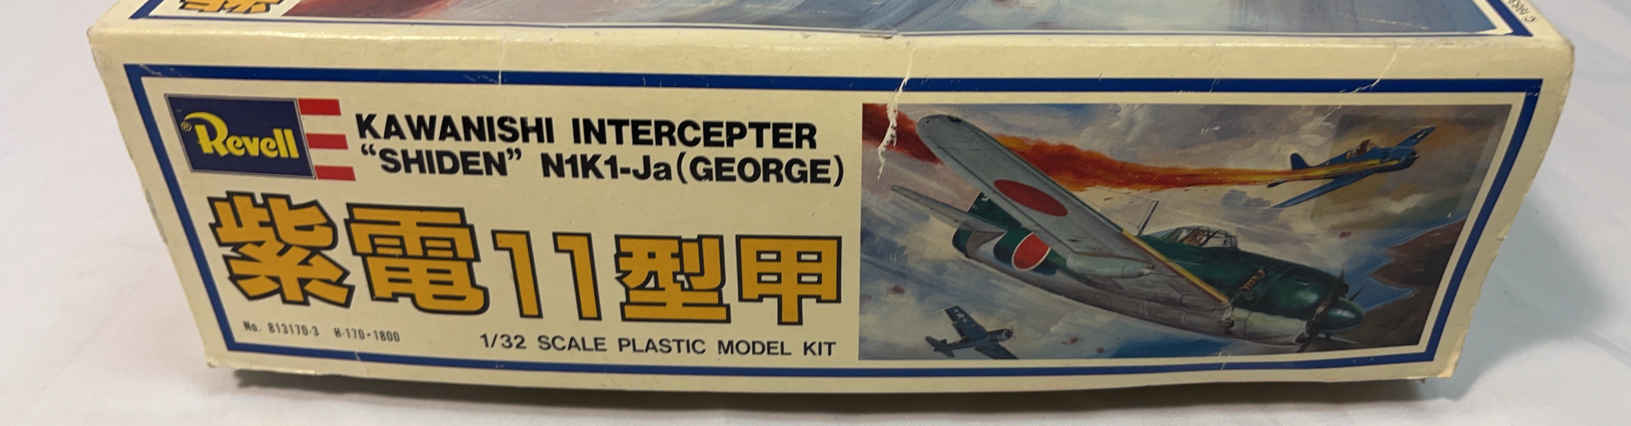 Revell
KAWANISHI INTERCEPTER
“SHIDEN” N1K1-Ja(GEORGE)
紫電11型甲
No. 813170-3 H-170-1800
1/32 SCALE PLASTIC MODEL KIT